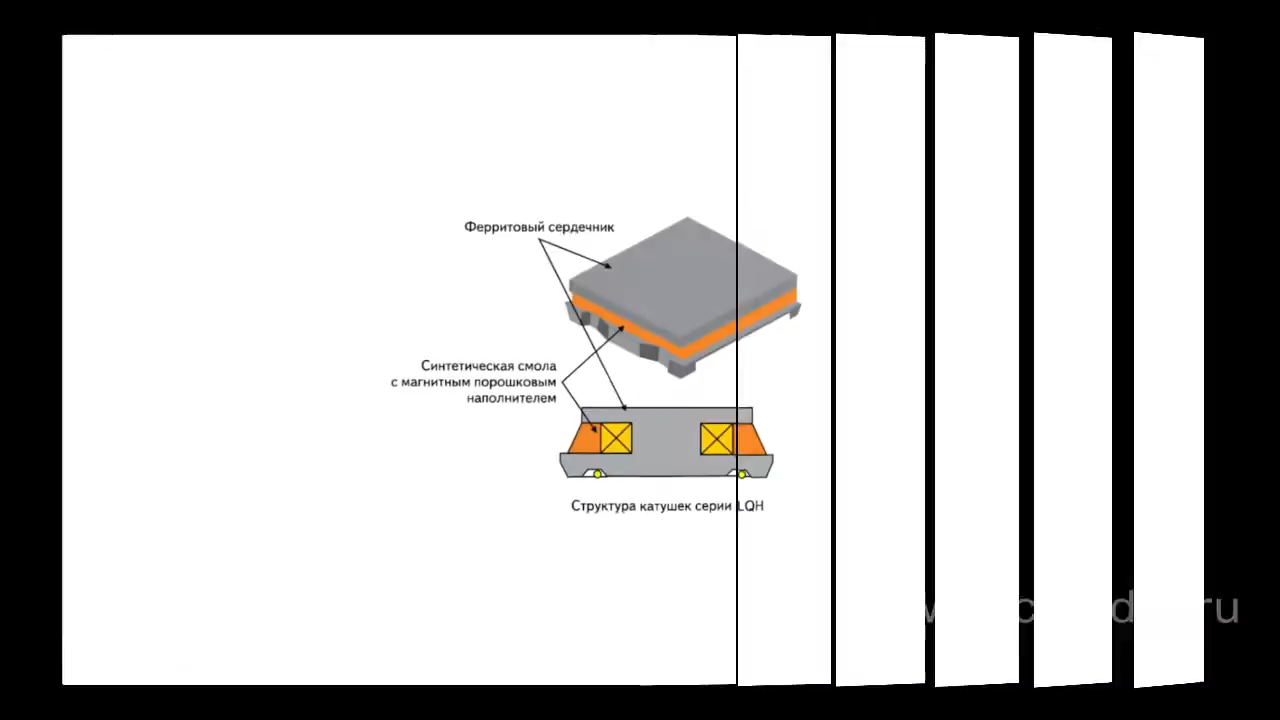 Ферритовый сердечник
Синтетическая смола
с магнитным порошковым
наполнителем
Структура катушек серии LQH